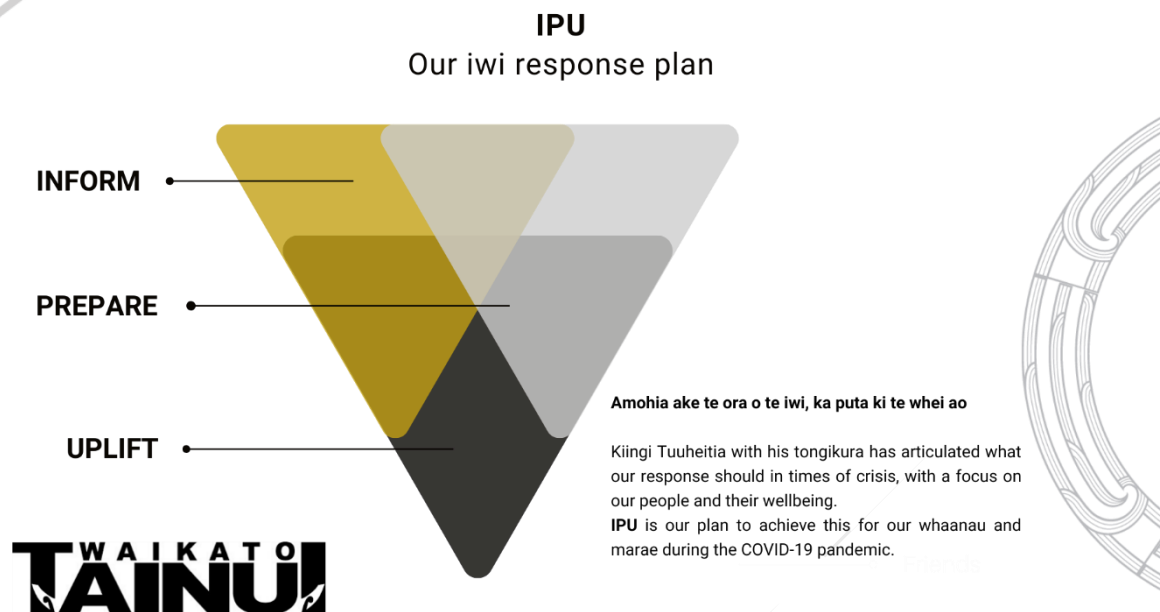 IPU
Our iwi response plan
INFORM
PREPARE
UPLIFT
Amohia ake te ora o te iwi, ka puta ki te whei ao
Kiingi Tuuheitia with his tongikura has articulated what
our response should in times of crisis, with a focus on
our people and their wellbeing.
IPU is our plan to achieve this for our whaanau and
marae during the COVID-19 pandemic.
WAIKATO
TAINUI